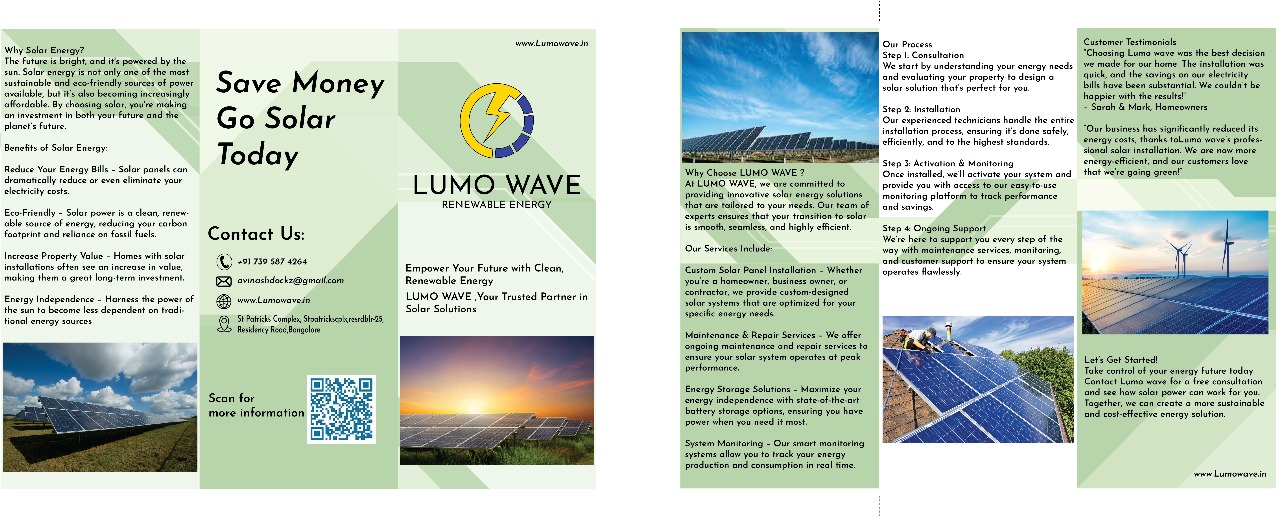 Why Solar Energy?
The future is bright, and it's powered by the
sun. Solar energy is not only one of the most
sustainable and eco-friendly sources of power
available, but it's also becoming increasingly
affordable. By choosing solar, you're making
an investment in both your future and the
planet's future.
Benefits of Solar Energy:
Reduce Your Energy Bills – Solar panels can
dramatically reduce or even eliminate your
electricity costs.
Eco-Friendly – Solar power is a clean, renew-
able source of energy, reducing your carbon
footprint and reliance on fossil fuels.
Increase Property Value – Homes with solar
installations often see an increase in value,
making them a great long-term investment.
Energy Independence – Harness the power of
the sun to become less dependent on tradi-
tional energy sources
Save Money
Go Solar
Today
Contact Us:
+91 739 587 4264
avinashdackz@gmail.com
www.Lumowave.in
St Patricks Complex, Stpatrickscplx,resrdblr-25,
Residency Road,Bangalore
Scan for
more information
www.Lumowave.in
LUMO WAVE
RENEWABLE ENERGY
Empower Your Future with Clean,
Renewable Energy
LUMO WAVE ,Your Trusted Partner in
Solar Solutions
Why Choose LUMO WAVE ?
At LUMO WAVE, we are committed to
providing innovative solar energy solutions
that are tailored to your needs. Our team of
experts ensures that your transition to solar
is smooth, seamless, and highly efficient.
Our Services Include:
Custom Solar Panel Installation – Whether
you're a homeowner, business owner, or
contractor, we provide custom-designed
solar systems that are optimized for your
specific energy needs.
Maintenance & Repair Services – We offer
ongoing maintenance and repair services to
ensure your solar system operates at peak
performance.
Energy Storage Solutions – Maximize your
energy independence with state-of-the-art
battery storage options, ensuring you have
power when you need it most.
System Monitoring – Our smart monitoring
systems allow you to track your energy
production and consumption in real time.
Our Process
Step 1: Consultation
We start by understanding your energy needs
and evaluating your property to design a
solar solution that's perfect for you.
Step 2: Installation
Our experienced technicians handle the entire
installation process, ensuring it's done safely,
efficiently, and to the highest standards.
Step 3: Activation & Monitoring
Once installed, we'll activate your system and
provide you with access to our easy-to-use
monitoring platform to track performance
and savings.
Step 4: Ongoing Support
We're here to support you every step of the
way with maintenance services, monitoring,
and customer support to ensure your system
operates flawlessly.
Customer Testimonials
"Choosing Luma wave was the best decision
we made for our home. The installation was
quick, and the savings on our electricity
bills have been substantial. We couldn't be
happier with the results!"
– Sarah & Mark, Homeowners
"Our business has significantly reduced its
energy costs, thanks toLumo wave's profes-
sional solar installation. We are now more
energy-efficient, and our customers love
that we're going green!"
Let's Get Started!
Take control of your energy future today.
Contact Lumo wave for a free consultation
and see how solar power can work for you.
Together, we can create a more sustainable
and cost-effective energy solution.
www.Lumowave.in